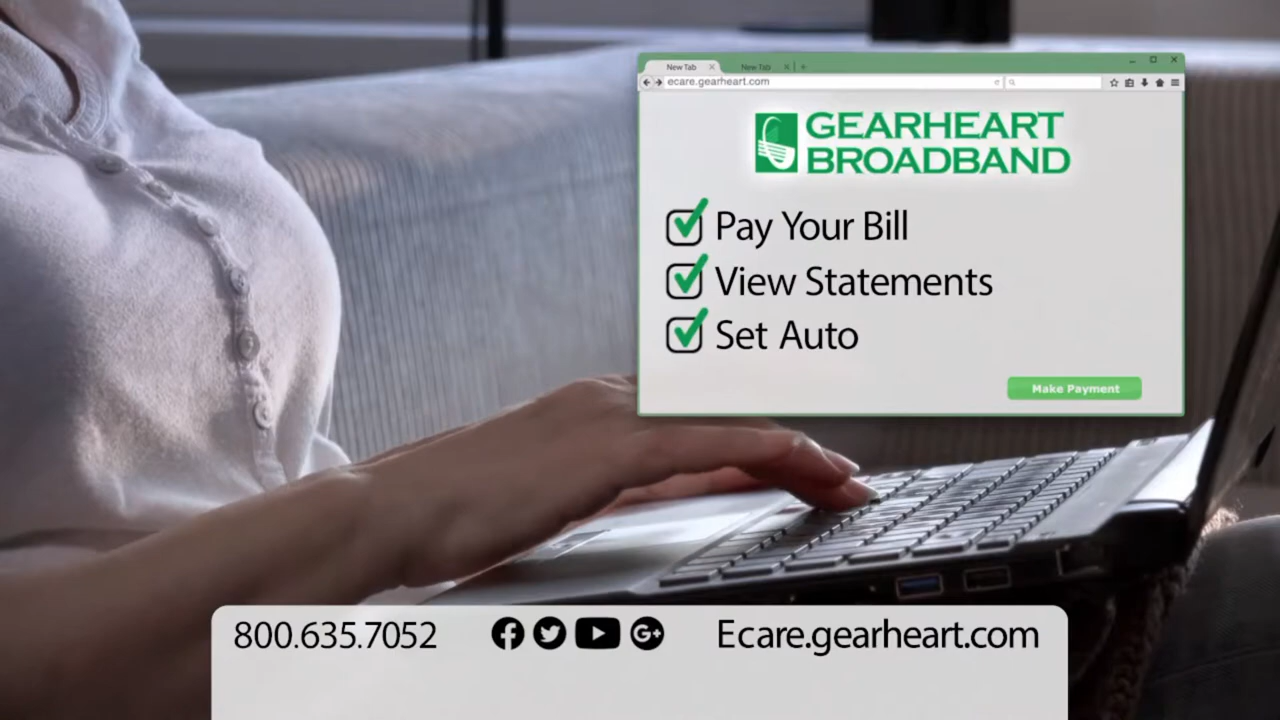 New Tab New Tab
ecare.gearheart.com
GEARHEART
BROADBAND
Pay Your Bill
View Statements
Set Auto
Make Payment
800.635.7052 Ecare.gearheart.com